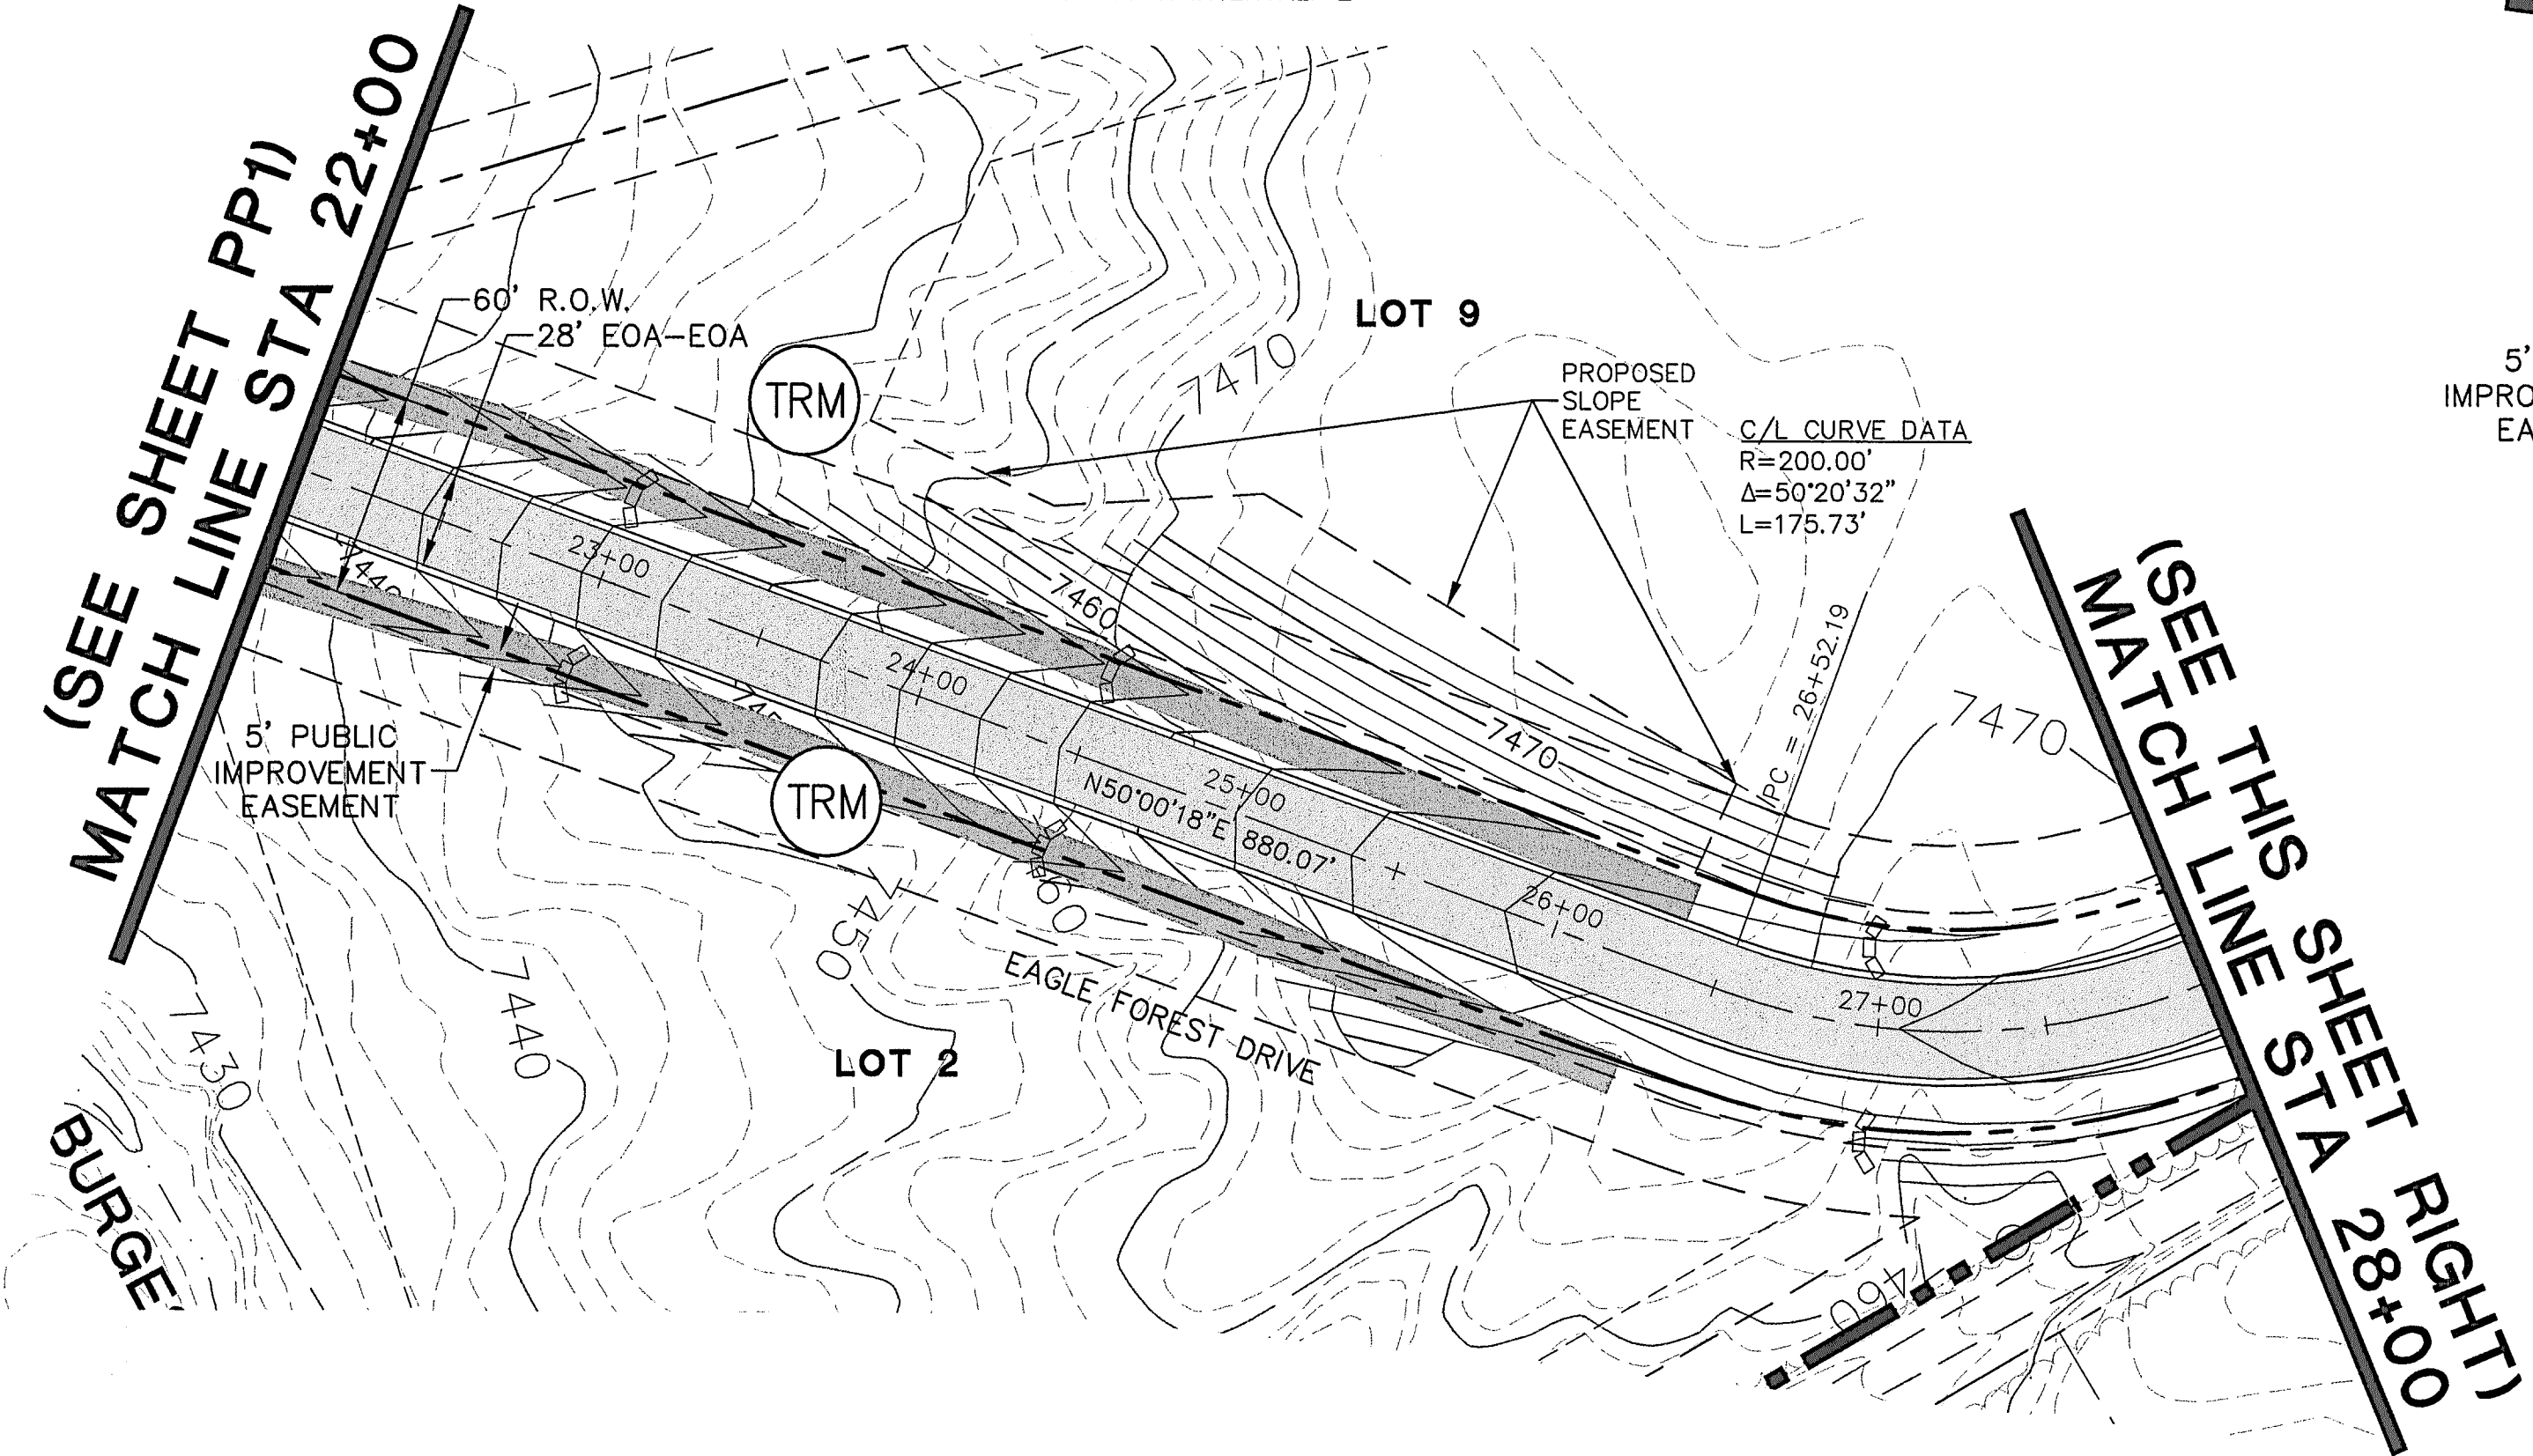 (SEE SHEET PP1)
MATCH LINE STA 22+00
60' R.O.W.
28' EOA-EOA
TRM
LOT 9
7470
PROPOSED
SLOPE
EASEMENT
C/L CURVE DATA
R=200.00'
Δ=50°20'32"
L=175.73'
5'
IMPRO
EA
(SEE THIS SHEET RIGHT)
MATCH LINE STA 28+00
23+00
7460
24+00
7470
PC = 26+52.19
7470
5' PUBLIC
IMPROVEMENT
EASEMENT
TRM
25+00
N50°00'18"E 880.07'
26+00
27+00
7450
EAGLE FOREST DRIVE
7440
7430
LOT 2
BURGES